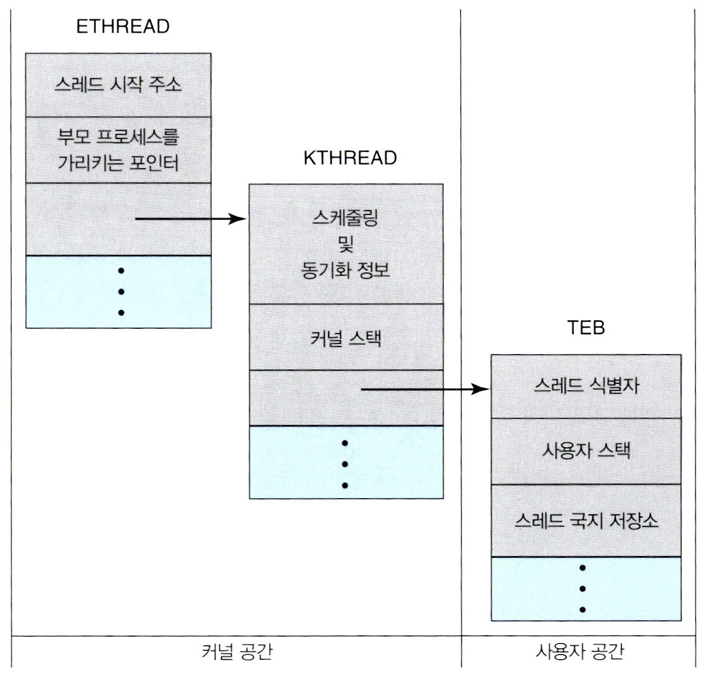 ETHREAD
스레드 시작 주소
부모 프로세스를
가리키는 포인터
KTHREAD
스케줄링
및
동기화 정보
커널 스택
TEB
스레드 식별자
사용자 스택
스레드 국지 저장소
커널 공간
사용자 공간